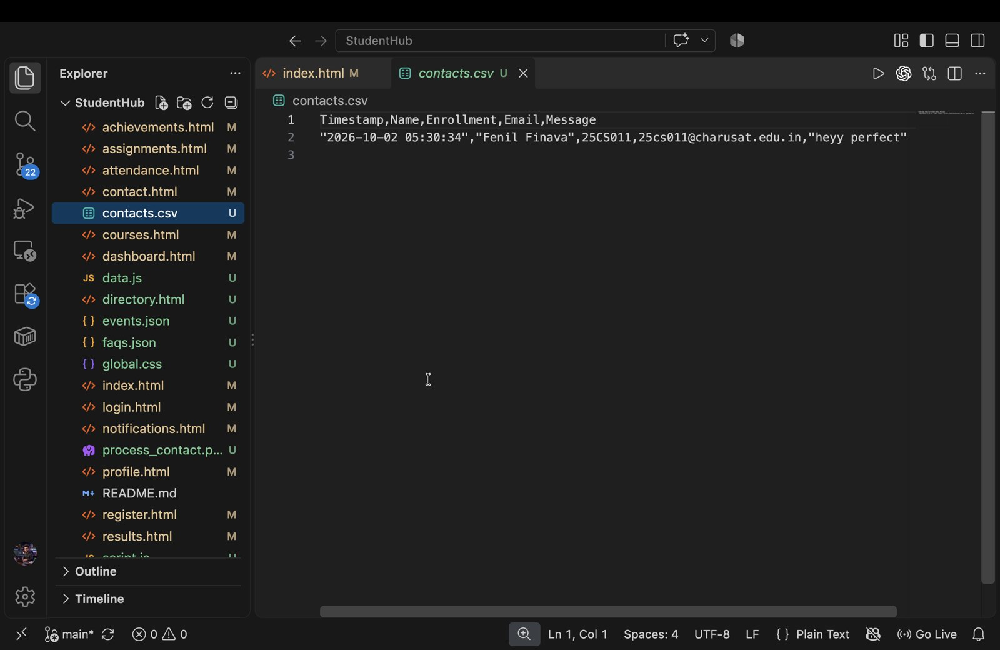 StudentHub
Explorer
index.html M
contacts.csv U
StudentHub
contacts.csv
achievements.html M
assignments.html M
attendance.html M
contact.html M
contacts.csv U
courses.html M
dashboard.html M
JS data.js U
directory.html U
{ } events.json U
{ } faqs.json U
{ } global.css U
index.html M
login.html M
notifications.html M
process_contact.p... U
profile.html M
M↓ README.md
register.html M
results.html M
JS script.js U
Outline
Timeline
22
1 Timestamp,Name,Enrollment,Email,Message
2 "2026-10-02 05:30:34","Fenil Finava",25CS011,25cs011@charusat.edu.in,"heyy perfect"
3
main* 0 0 Ln 1, Col 1 Spaces: 4 UTF-8 LF { } Plain Text Go Live